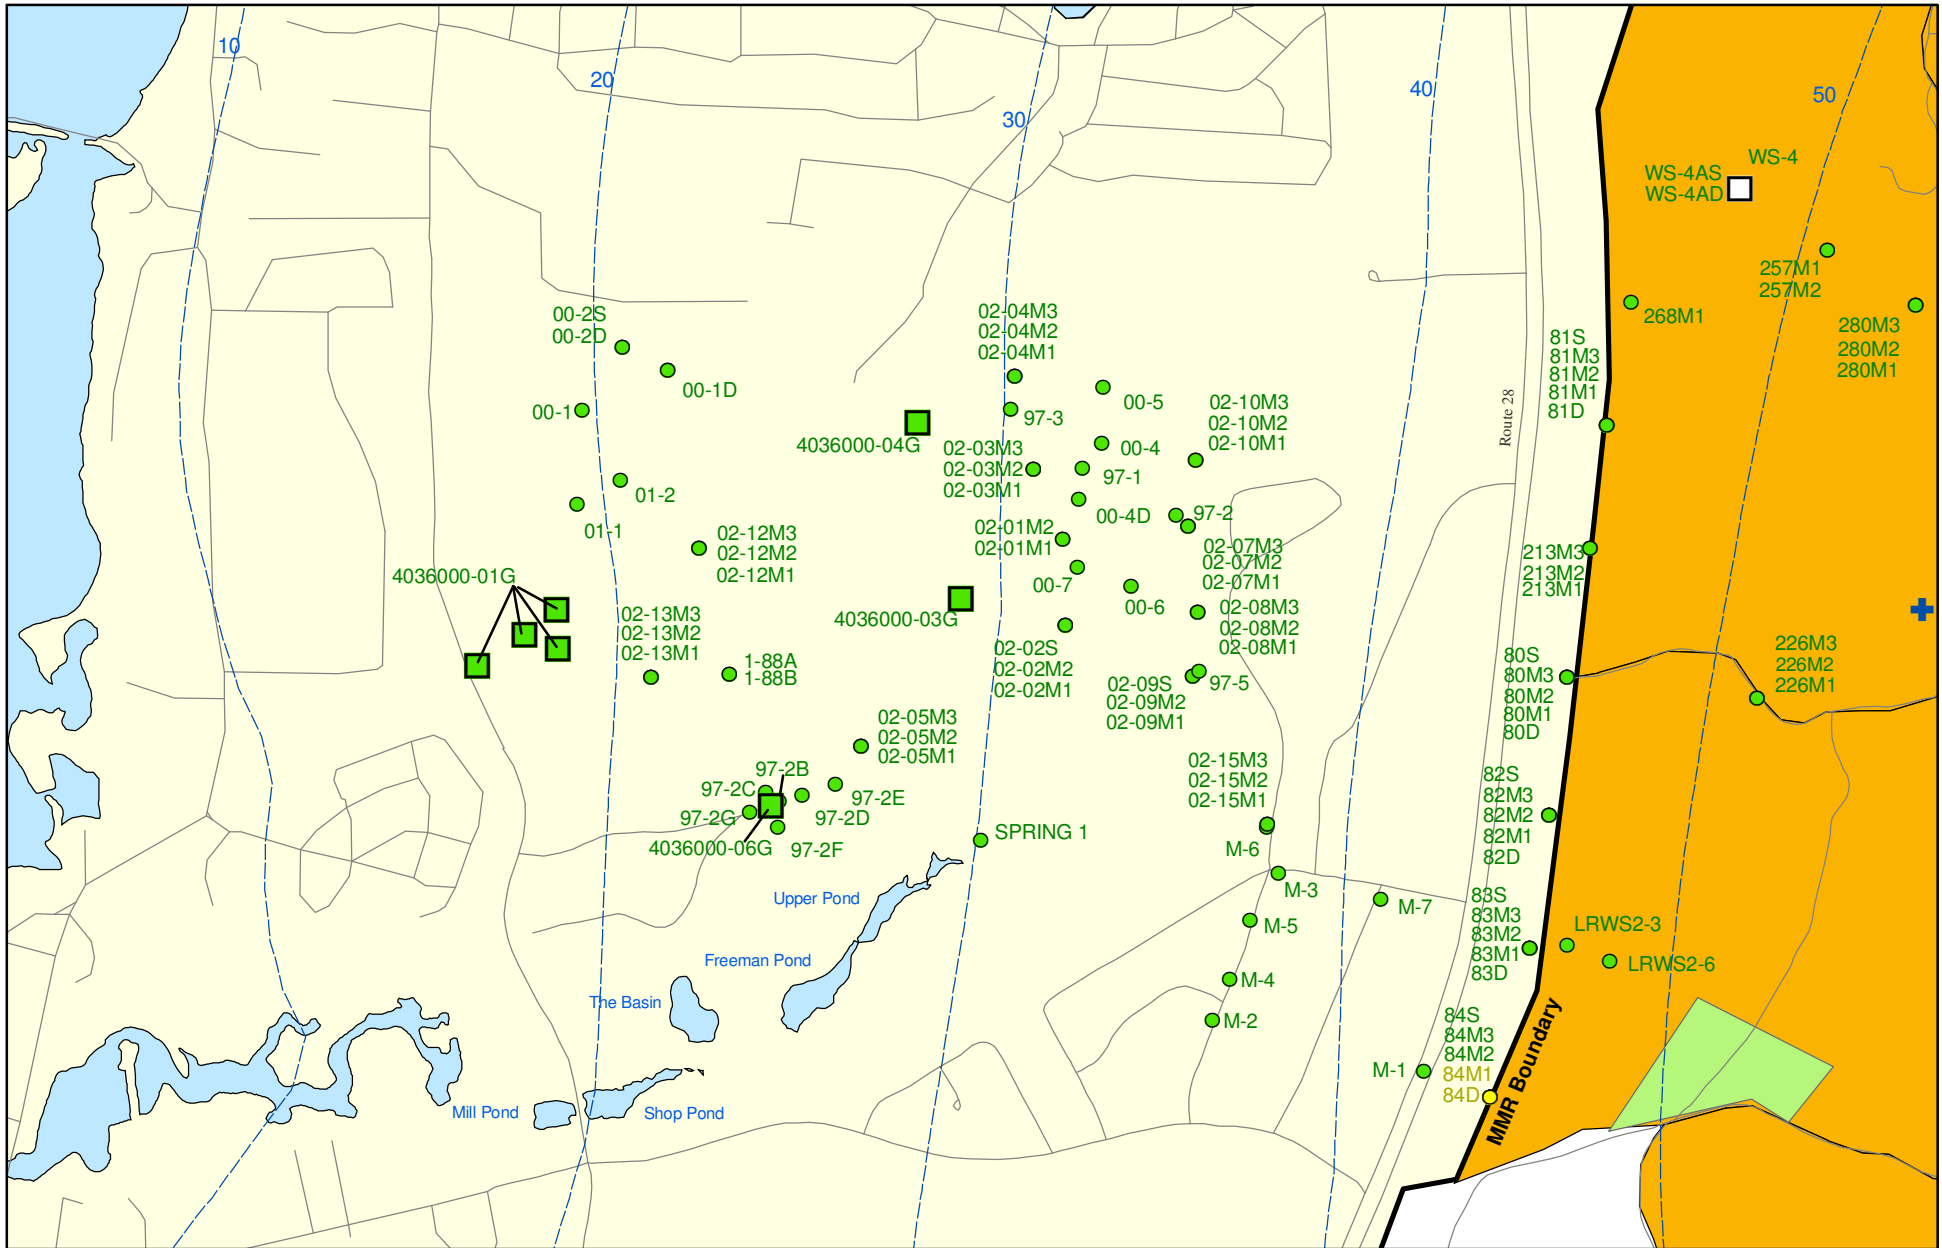 10
20
30
40
50
WS-4
WS-4AS
WS-4AD
257M1
257M2
268M1
280M3
280M2
280M1
00-2S
00-2D
00-1D
00-1
02-04M3
02-04M2
02-04M1
97-3
00-5
4036000-04G
02-03M3
02-03M2
02-03M1
00-4
97-1
00-4D
02-10M3
02-10M2
02-10M1
Route 28
81S
81M3
81M2
81M1
81D
01-2
01-1
02-12M3
02-12M2
02-12M1
02-01M2
02-01M1
97-2
02-07M3
02-07M2
02-07M1
213M3
213M2
213M1
4036000-01G
00-7
00-6
4036000-03G
02-13M3
02-13M2
02-13M1
02-08M3
02-08M2
02-08M1
1-88A
1-88B
02-02S
02-02M2
02-02M1
97-5
02-09S
02-09M2
02-09M1
80S
80M3
80M2
80M1
80D
226M3
226M2
226M1
02-05M3
02-05M2
02-05M1
97-2B
97-2C
97-2E
97-2G
97-2D
4036000-06G
97-2F
SPRING 1
02-15M3
02-15M2
02-15M1
M-6
82S
82M3
82M2
82M1
82D
M-3
M-7
M-5
Upper Pond
83S
83M3
83M2
83M1
83D
LRWS2-3
LRWS2-6
Freeman Pond
M-4
The Basin
M-2
84S
84M3
84M2
84M1
84D
M-1
MMR Boundary
Mill Pond
Shop Pond